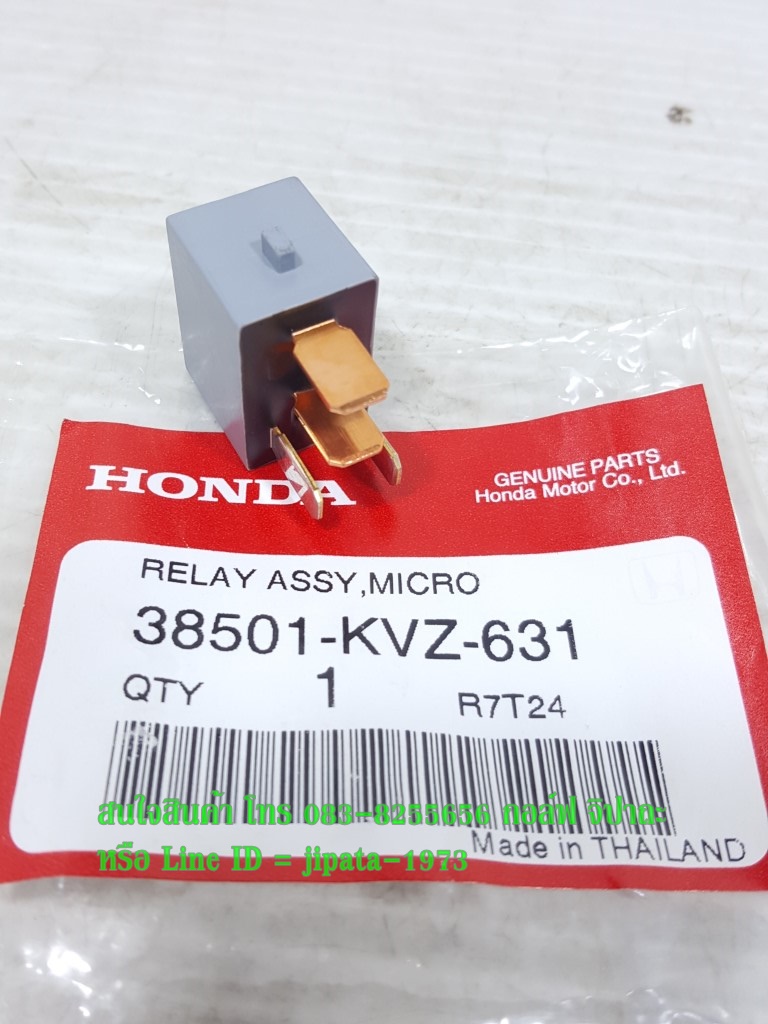 HONDA
GENUINE PARTS
Honda Motor Co., Ltd.
RELAY ASSY,MICRO
38501-KVZ-631
QTY 1 R7T24
สนใจสินค้า โทร 083-8255656 กอล์ฟ จิปาถะ
หรือ Line ID = jipata-1973
Made in THAILAND